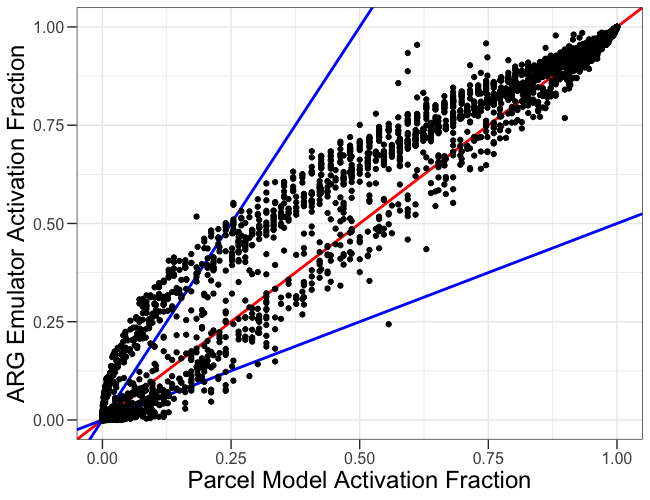 ARG Emulator Activation Fraction
1.00
0.75
0.50
0.25
0.00
0.00 0.25 0.50 0.75 1.00
Parcel Model Activation Fraction